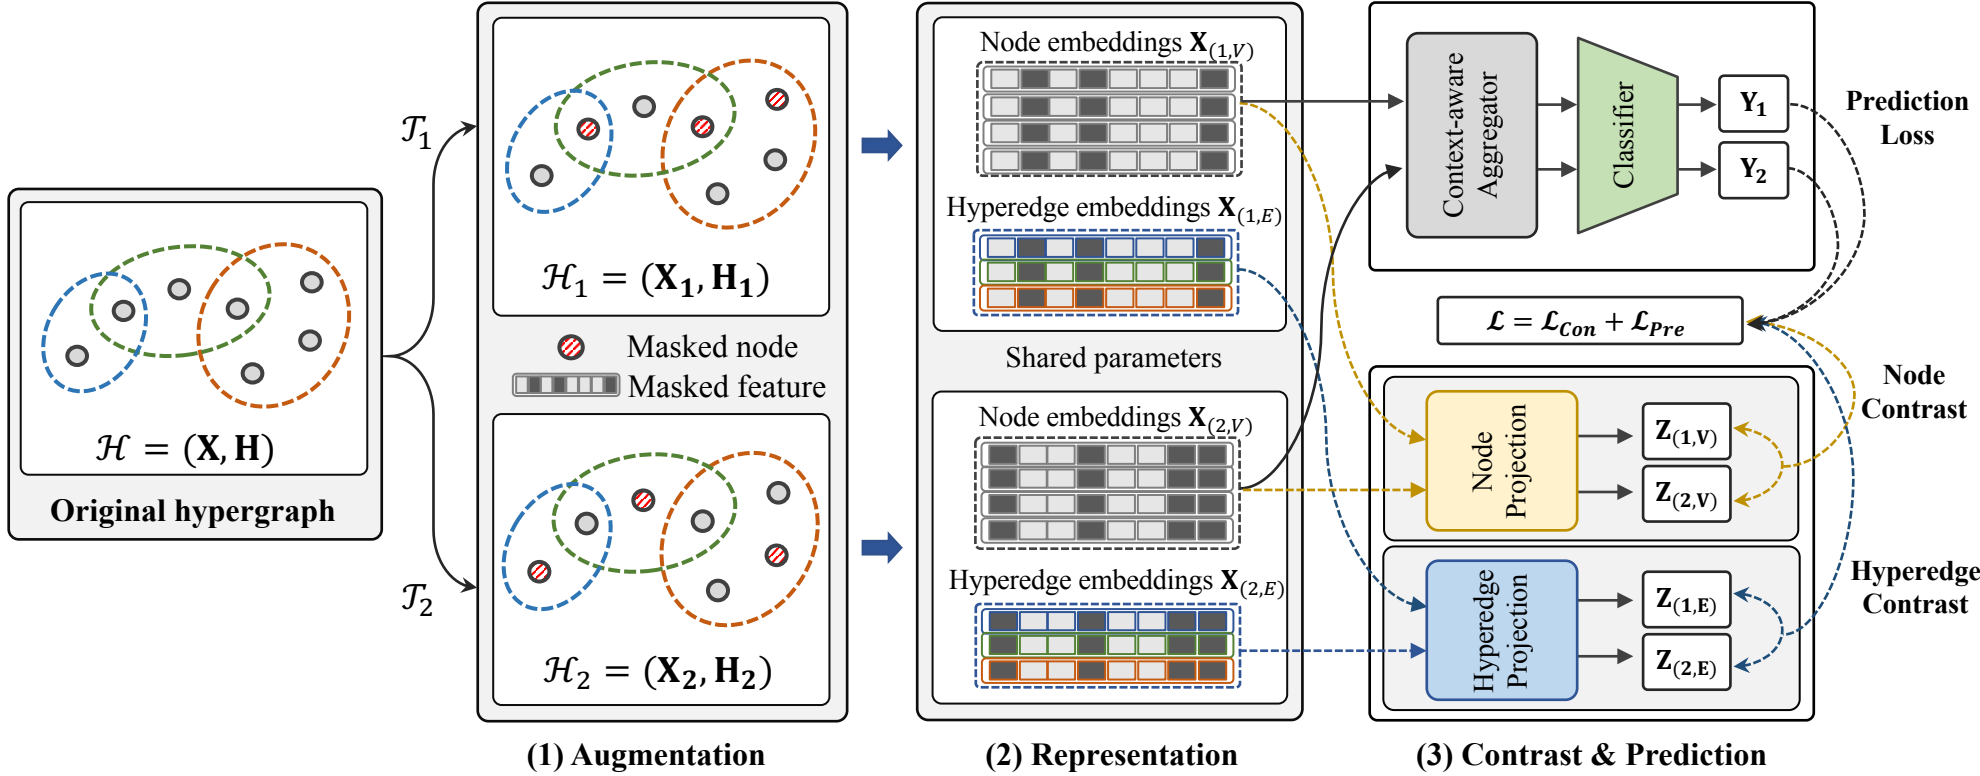 𝒯₁
𝒯₂
ℋ = (X, H)
Original hypergraph
ℋ₁ = (X₁, H₁)
Masked node
Masked feature
ℋ₂ = (X₂, H₂)
(1) Augmentation
Node embeddings X(1,V)
Hyperedge embeddings X(1,E)
Shared parameters
Node embeddings X(2,V)
Hyperedge embeddings X(2,E)
(2) Representation
Context-aware
Aggregator
Classifier
Y₁
Y₂
Prediction
Loss
ℒ = ℒCon + ℒPre
Node
Projection
Z(1,V)
Z(2,V)
Node
Contrast
Hyperedge
Projection
Z(1,E)
Z(2,E)
Hyperedge
Contrast
(3) Contrast & Prediction